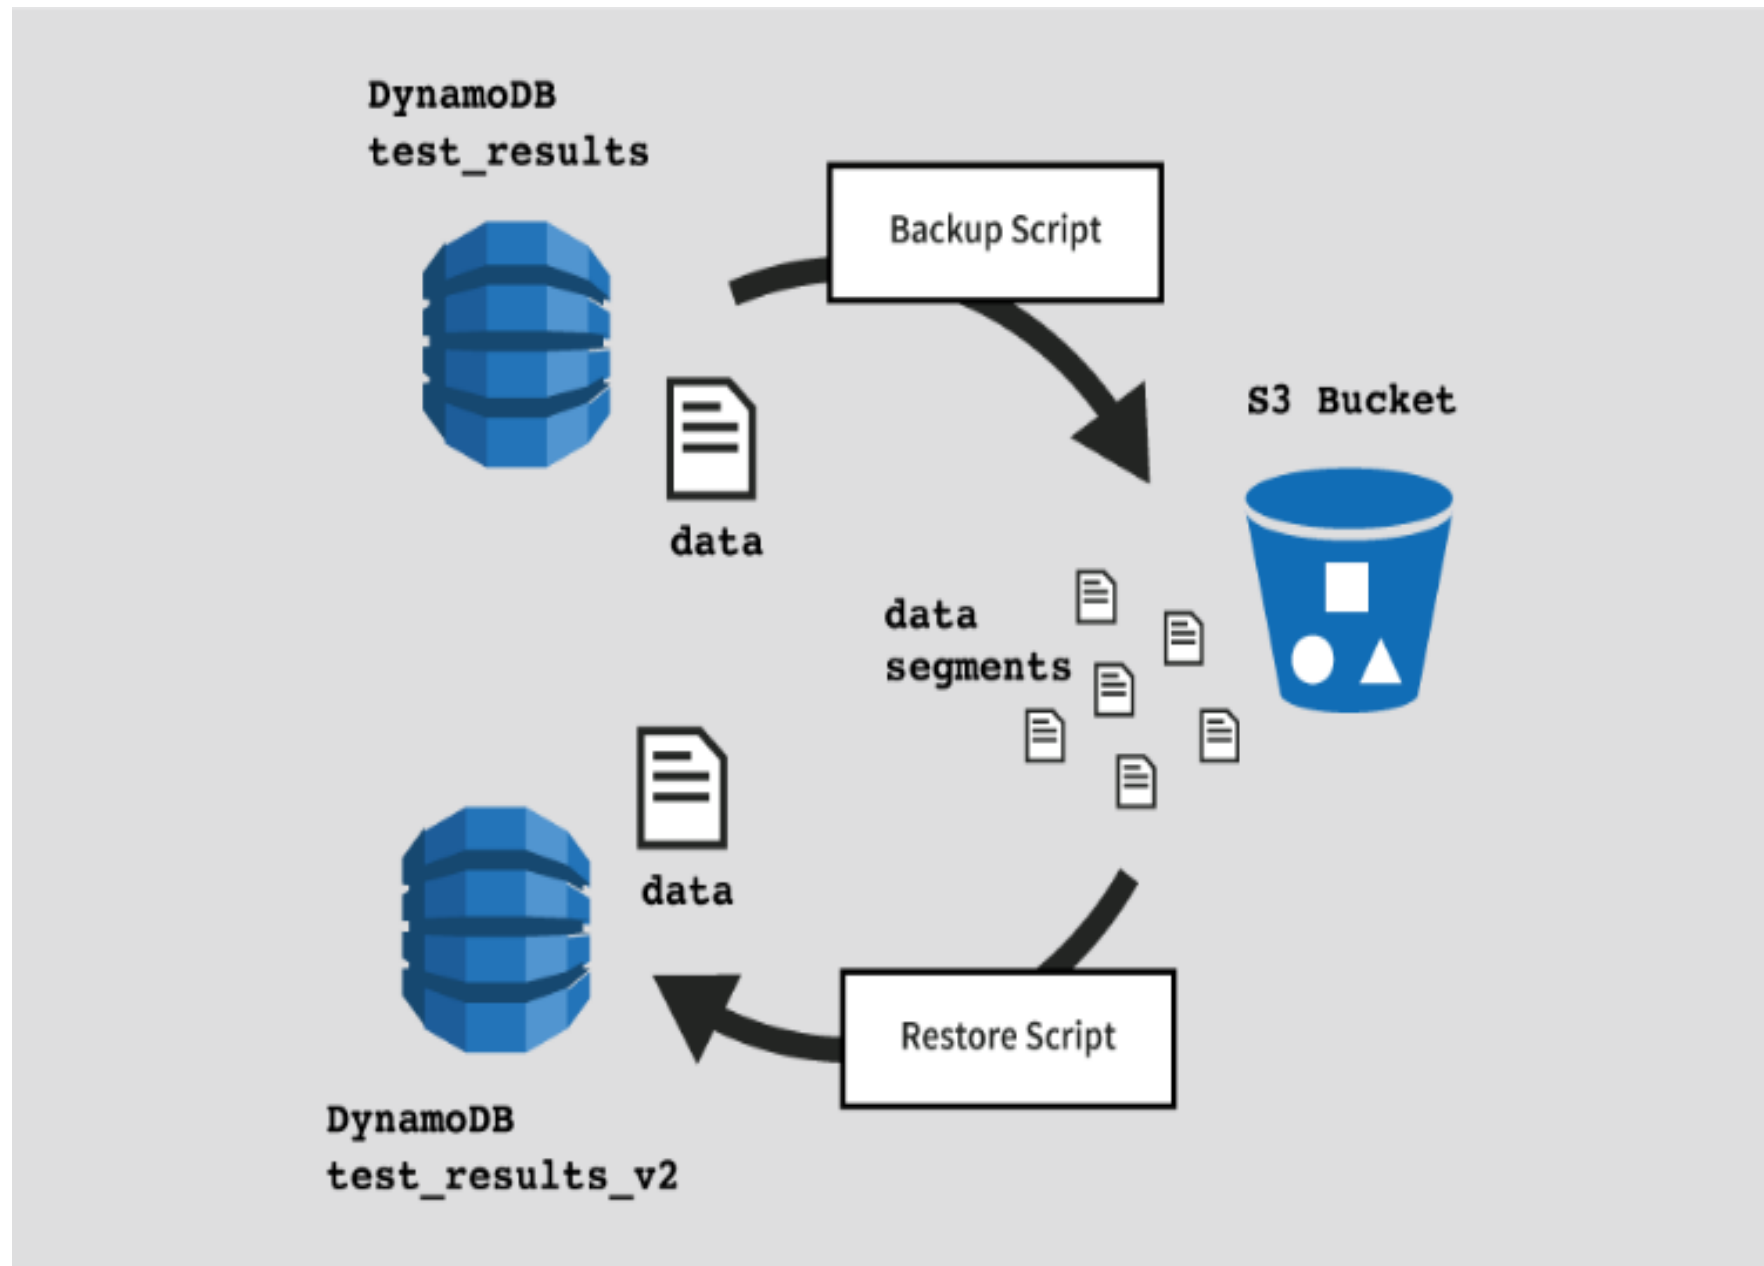 DynamoDB
test_results
Backup Script
S3 Bucket
data
data
segments
data
Restore Script
DynamoDB
test_results_v2